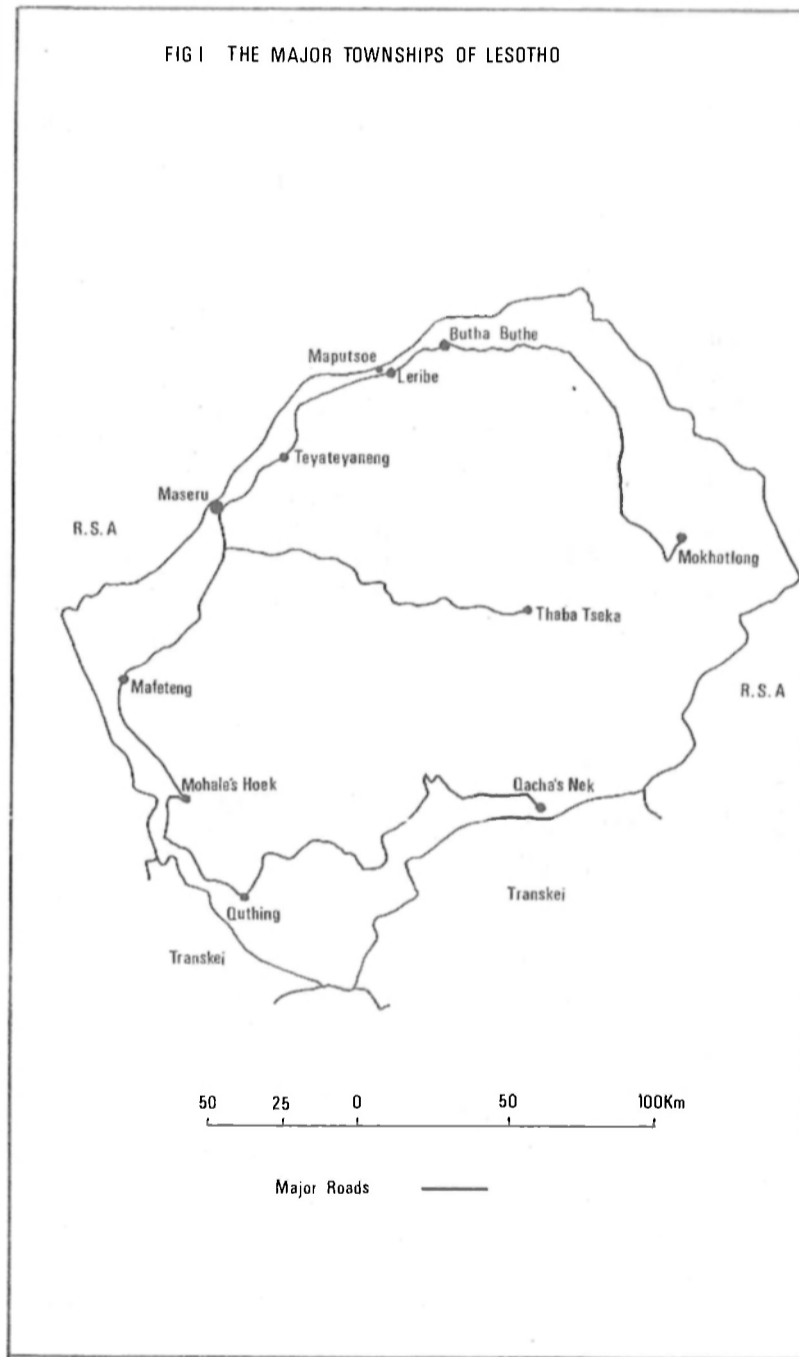 FIG I THE MAJOR TOWNSHIPS OF LESOTHO
Butha Buthe
Maputsoe
Leribe
Teyateyaneng
Maseru
R.S.A
Mokhotlong
Thaba Tseka
Mafeteng
R.S.A
Mohale's Hoek
Qacha's Nek
Quthing
Transkei
Transkei
50 25 0 50 100Km
Major Roads